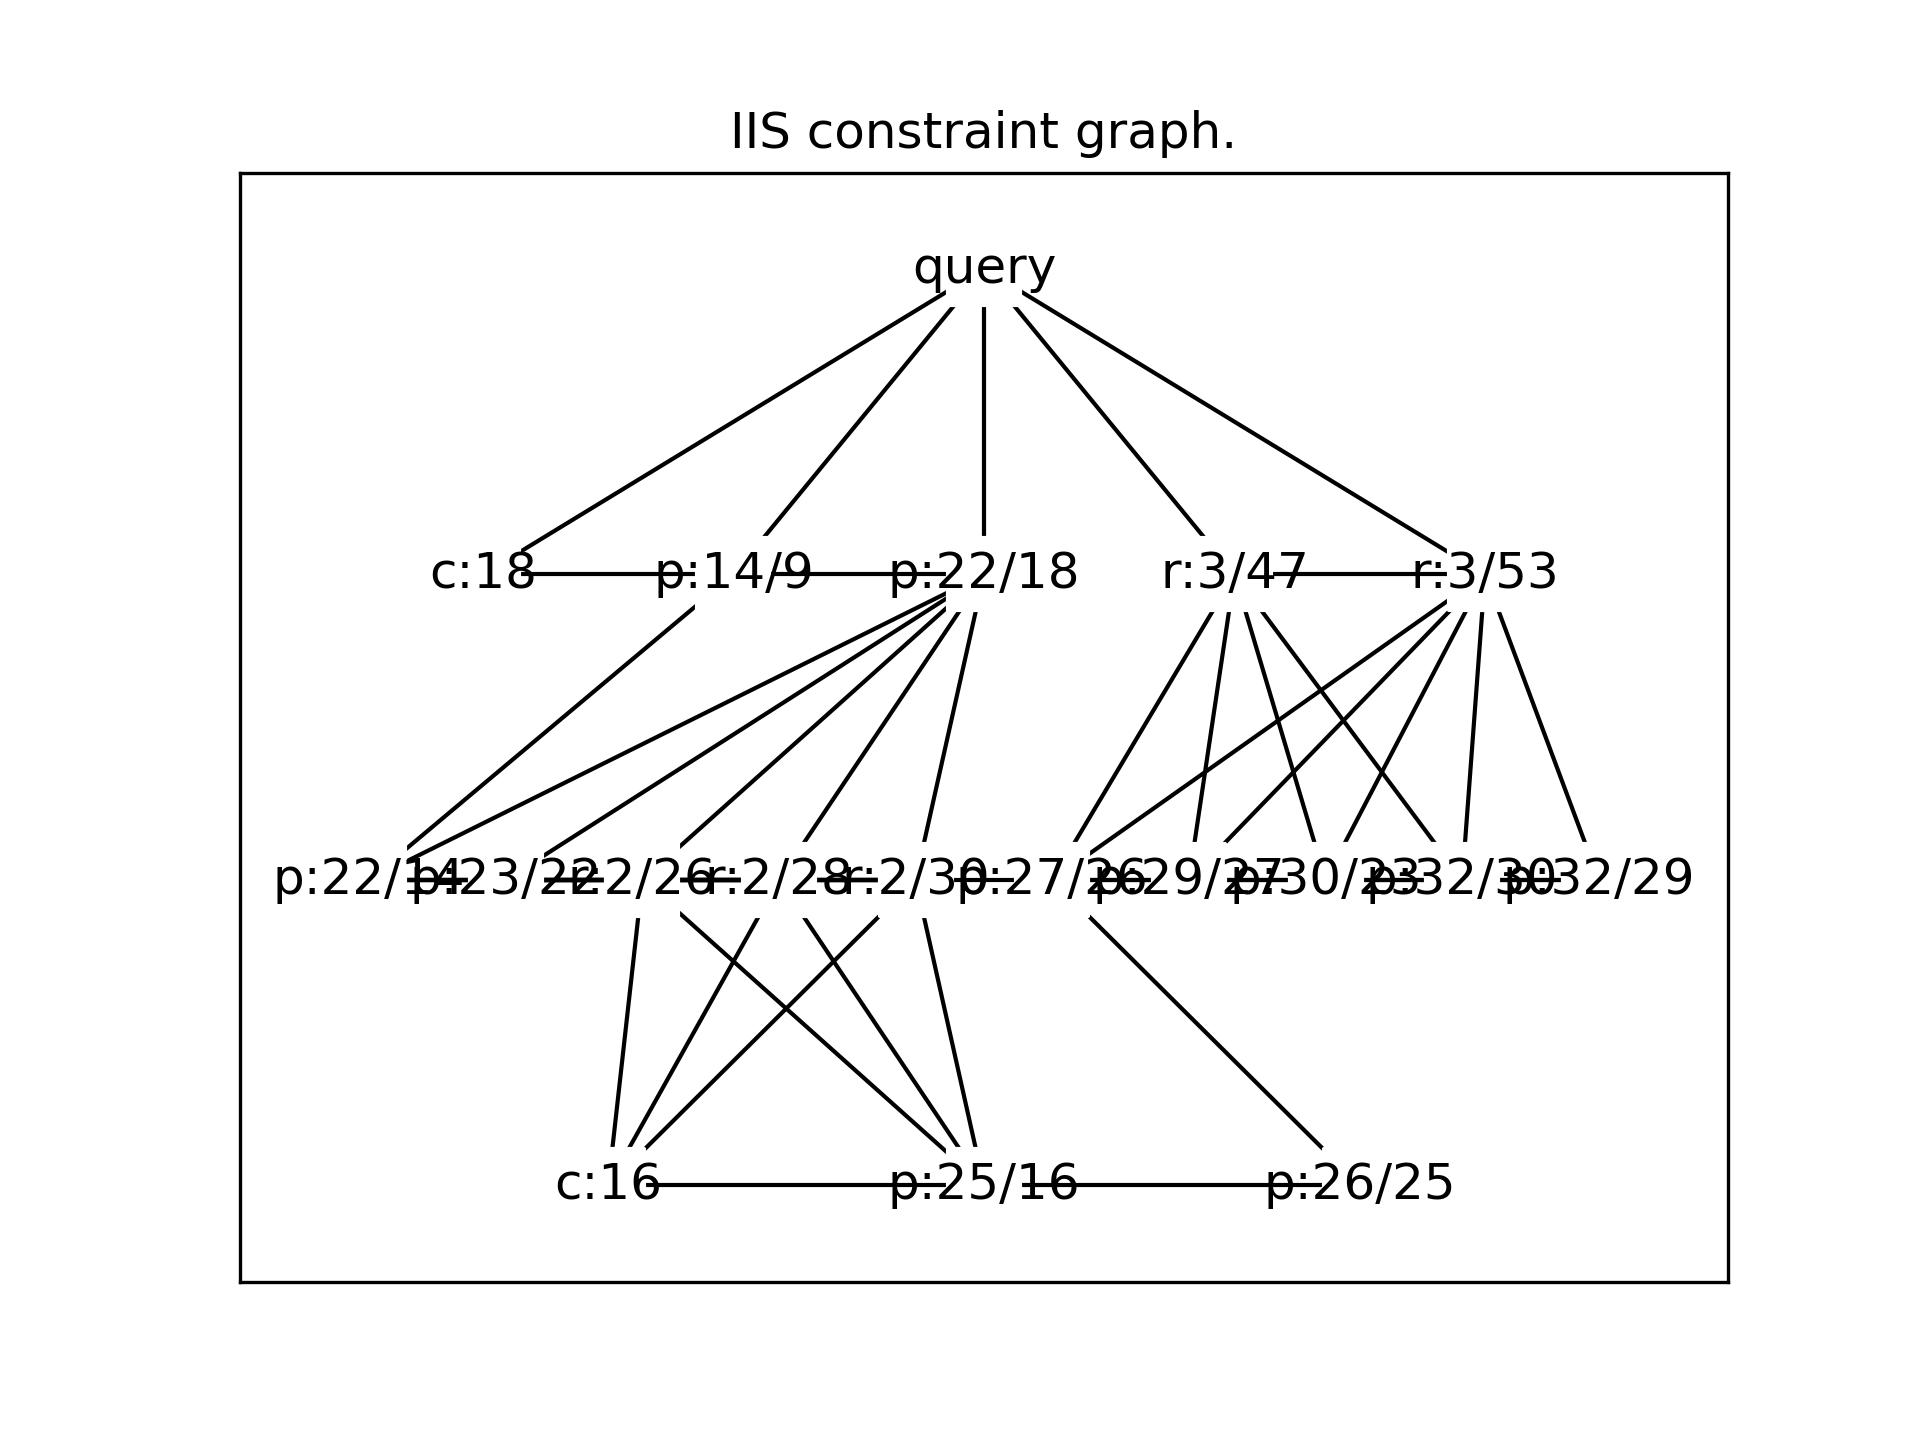 IIS constraint graph.
query
c:18 p:14/9 p:22/18 r:3/47 r:3/53
p:22/14 p:23/22 r:2/26 r:2/28 r:2/30 p:27/26 p:29/27 p:30/23 p:32/30 p:32/29
c:16 p:25/16 p:26/25